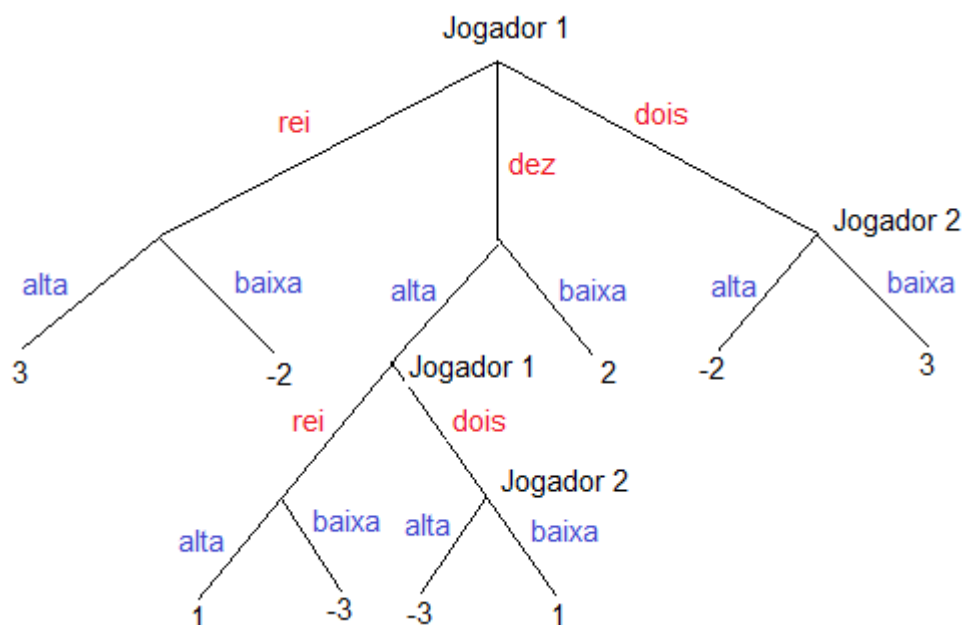 Jogador 1
rei
dois
dez
Jogador 2
alta
baixa
alta
baixa
alta
baixa
3
-2
Jogador 1
2
-2
3
rei
dois
Jogador 2
alta
baixa
alta
baixa
1
-3
-3
1